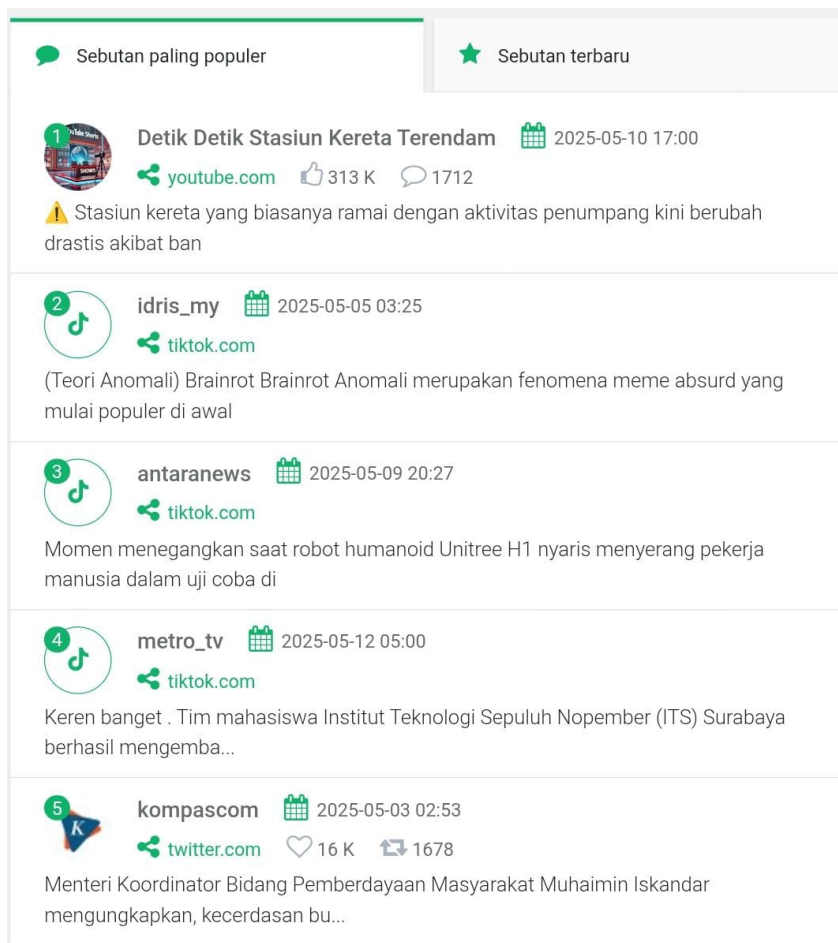 Sebutan paling populer
Sebutan terbaru
1
Detik Detik Stasiun Kereta Terendam 2025-05-10 17:00
youtube.com 313 K 1712
⚠️ Stasiun kereta yang biasanya ramai dengan aktivitas penumpang kini berubah
drastis akibat ban
2
idris_my 2025-05-05 03:25
tiktok.com
(Teori Anomali) Brainrot Brainrot Anomali merupakan fenomena meme absurd yang
mulai populer di awal
3
antaranews 2025-05-09 20:27
tiktok.com
Momen menegangkan saat robot humanoid Unitree H1 nyaris menyerang pekerja
manusia dalam uji coba di
4
metro_tv 2025-05-12 05:00
tiktok.com
Keren banget . Tim mahasiswa Institut Teknologi Sepuluh Nopember (ITS) Surabaya
berhasil mengemba...
5
K
kompascom 2025-05-03 02:53
twitter.com 16 K 1678
Menteri Koordinator Bidang Pemberdayaan Masyarakat Muhaimin Iskandar
mengungkapkan, kecerdasan bu...